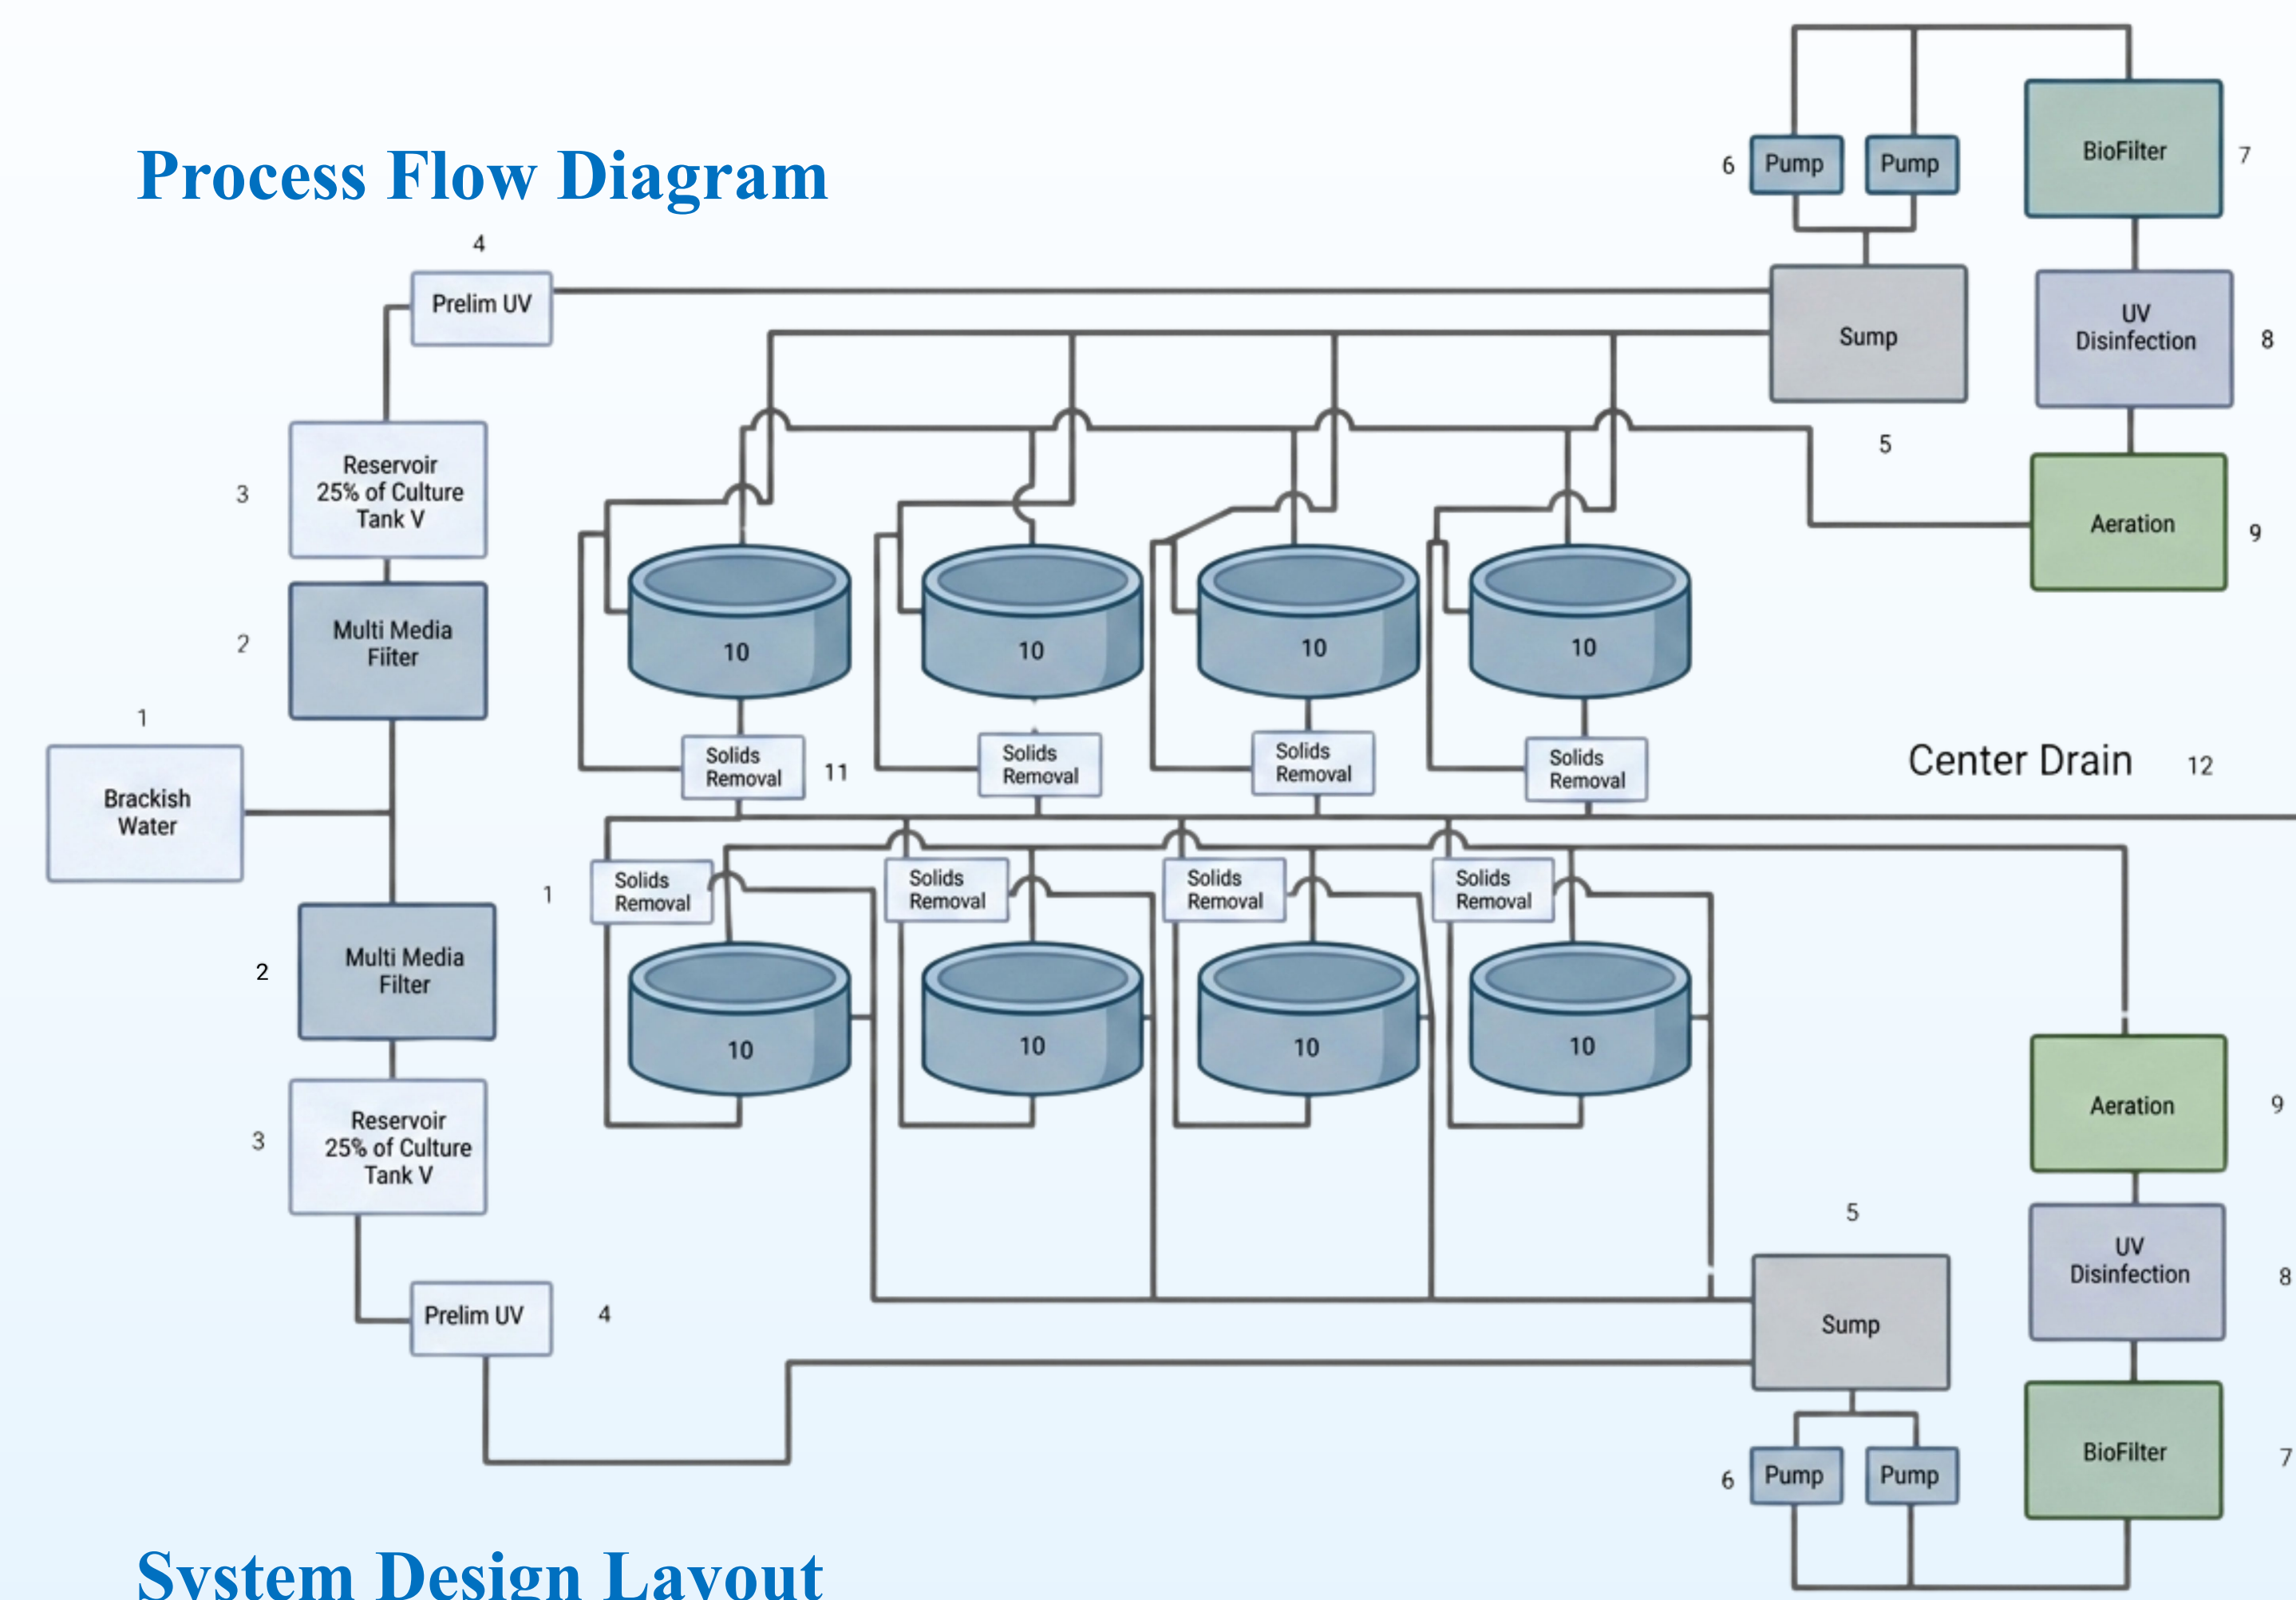 Process Flow Diagram
6
Pump
Pump
BioFilter
7
4
Prelim UV
Sump
5
UV
Disinfection
8
Aeration
9
3
Reservoir
25% of Culture
Tank V
2
Multi Media
Fiiter
1
Brackish
Water
10
10
10
10
Solids
Removal
11
Solids
Removal
Solids
Removal
Solids
Removal
Center Drain 12
1
Solids
Removal
Solids
Removal
Solids
Removal
Solids
Removal
2
Multi Media
Filter
10
10
10
10
3
Reservoir
25% of Culture
Tank V
Prelim UV
4
Aeration
9
5
Sump
UV
Disinfection
8
6
Pump
Pump
BioFilter
7
System Design Layout